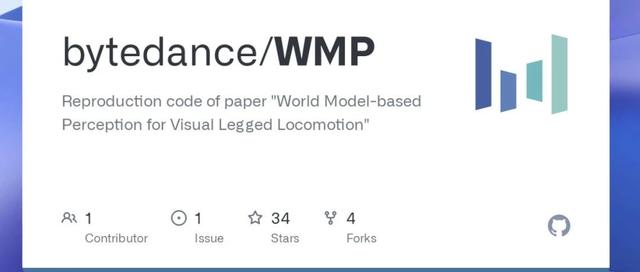 bytedance/WMP
Reproduction code of paper "World Model-based
Perception for Visual Legged Locomotion"
1 1 34 4
Contributor Issue Stars Forks